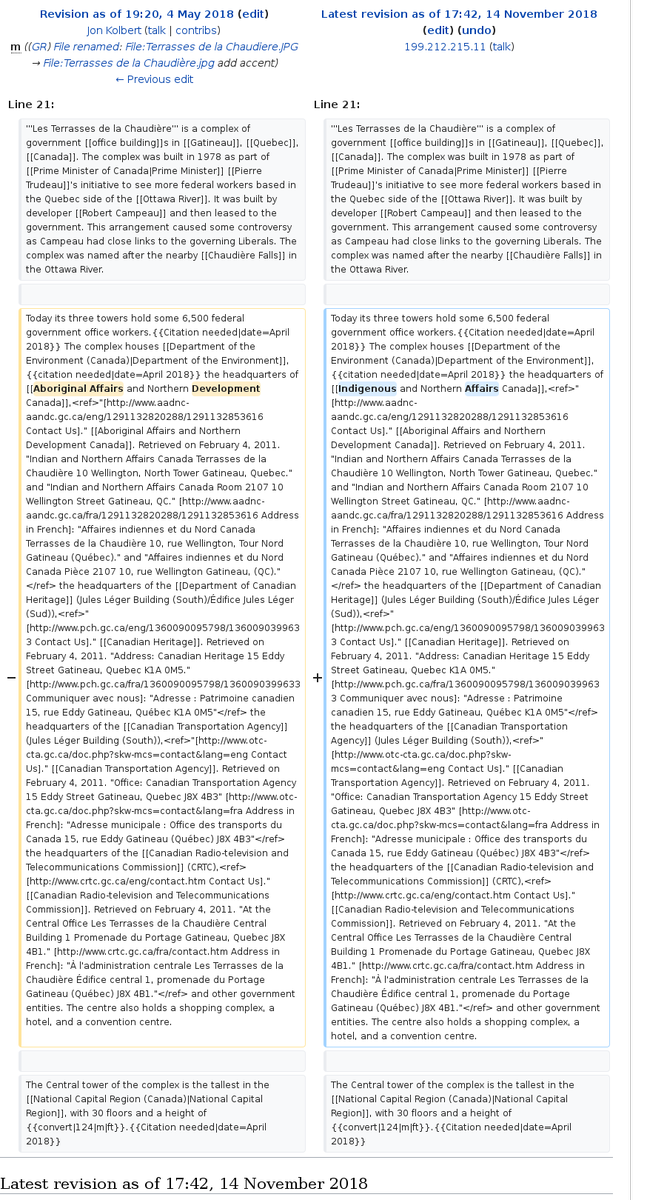 Revision as of 19:20, 4 May 2018 (edit)
Jon Kolbert (talk | contribs)
m ((GR) File renamed: File:Terrasses de la Chaudiere.JPG
→ File:Terrasses de la Chaudière.jpg add accent)
← Previous edit
Latest revision as of 17:42, 14 November 2018
(edit) (undo)
199.212.215.11 (talk)
Line 21:
'''Les Terrasses de la Chaudière''' is a complex of
government [[office building]]s in [[Gatineau]], [[Quebec]],
[[Canada]]. The complex was built in 1978 as part of
[[Prime Minister of Canada|Prime Minister]] [[Pierre
Trudeau]]'s initiative to see more federal workers based in
the Quebec side of the [[Ottawa River]]. It was built by
developer [[Robert Campeau]] and then leased to the
government. This arrangement caused some controversy
as Campeau had close links to the governing Liberals. The
complex was named after the nearby [[Chaudière Falls]] in
the Ottawa River.
−
Today its three towers hold some 6,500 federal
government office workers.{{Citation needed|date=April
2018}} The complex houses [[Department of the
Environment (Canada)|Department of the Environment]],
{{citation needed|date=April 2018}} the headquarters of
[[Aboriginal Affairs and Northern Development
Canada]],<ref>"[http://www.aadnc-
aandc.gc.ca/eng/1291132820288/1291132853616
Contact Us]." [[Aboriginal Affairs and Northern
Development Canada]]. Retrieved on February 4, 2011.
"Indian and Northern Affairs Canada Terrasses de la
Chaudière 10 Wellington, North Tower Gatineau, Quebec."
and "Indian and Northern Affairs Canada Room 2107 10
Wellington Street Gatineau, QC." [http://www.aadnc-
aandc.gc.ca/fra/1291132820288/1291132853616 Address
in French]: "Affaires indiennes et du Nord Canada
Terrasses de la Chaudière 10, rue Wellington, Tour Nord
Gatineau (Québec)." and "Affaires indiennes et du Nord
Canada Pièce 2107 10, rue Wellington Gatineau, (QC)."
</ref> the headquarters of the [[Department of Canadian
Heritage]] (Jules Léger Building (South)/Édifice Jules Léger
(Sud)),<ref>"
[http://www.pch.gc.ca/eng/1360090095798/136009039963
3 Contact Us]." [[Canadian Heritage]]. Retrieved on
February 4, 2011. "Address: Canadian Heritage 15 Eddy
Street Gatineau, Quebec K1A 0M5."
[http://www.pch.gc.ca/fra/1360090095798/1360090399633
Communiquer avec nous]: "Adresse : Patrimoine canadien
15, rue Eddy Gatineau, Québec K1A 0M5"</ref> the
headquarters of the [[Canadian Transportation Agency]]
(Jules Léger Building (South)),<ref>"[http://www.otc-
cta.gc.ca/doc.php?skw-mcs=contact&lang=eng Contact
Us]." [[Canadian Transportation Agency]]. Retrieved on
February 4, 2011. "Office: Canadian Transportation Agency
15 Eddy Street Gatineau, Quebec J8X 4B3" [http://www.otc-
cta.gc.ca/doc.php?skw-mcs=contact&lang=fra Address in
French]: "Adresse municipale : Office des transports du
Canada 15, rue Eddy Gatineau (Québec) J8X 4B3"</ref>
the headquarters of the [[Canadian Radio-television and
Telecommunications Commission]] (CRTC),<ref>
[http://www.crtc.gc.ca/eng/contact.htm Contact Us]."
[[Canadian Radio-television and Telecommunications
Commission]]. Retrieved on February 4, 2011. "At the
Central Office Les Terrasses de la Chaudière Central
Building 1 Promenade du Portage Gatineau, Quebec J8X
4B1." [http://www.crtc.gc.ca/fra/contact.htm Address in
French]: "À l'administration centrale Les Terrasses de la
Chaudière Édifice central 1, promenade du Portage
Gatineau (Québec) J8X 4B1."</ref> and other government
entities. The centre also holds a shopping complex, a
hotel, and a convention centre.
The Central tower of the complex is the tallest in the
[[National Capital Region (Canada)|National Capital
Region]], with 30 floors and a height of
{{convert|124|m|ft}}.{{Citation needed|date=April
2018}}
Line 21:
'''Les Terrasses de la Chaudière''' is a complex of
government [[office building]]s in [[Gatineau]], [[Quebec]],
[[Canada]]. The complex was built in 1978 as part of
[[Prime Minister of Canada|Prime Minister]] [[Pierre
Trudeau]]'s initiative to see more federal workers based in
the Quebec side of the [[Ottawa River]]. It was built by
developer [[Robert Campeau]] and then leased to the
government. This arrangement caused some controversy
as Campeau had close links to the governing Liberals. The
complex was named after the nearby [[Chaudière Falls]] in
the Ottawa River.
+
Today its three towers hold some 6,500 federal
government office workers.{{Citation needed|date=April
2018}} The complex houses [[Department of the
Environment (Canada)|Department of the Environment]],
{{citation needed|date=April 2018}} the headquarters of
[[Indigenous and Northern Affairs Canada]],<ref>"
[http://www.aadnc-
aandc.gc.ca/eng/1291132820288/1291132853616
Contact Us]." [[Aboriginal Affairs and Northern
Development Canada]]. Retrieved on February 4, 2011.
"Indian and Northern Affairs Canada Terrasses de la
Chaudière 10 Wellington, North Tower Gatineau, Quebec."
and "Indian and Northern Affairs Canada Room 2107 10
Wellington Street Gatineau, QC." [http://www.aadnc-
aandc.gc.ca/fra/1291132820288/1291132853616 Address
in French]: "Affaires indiennes et du Nord Canada
Terrasses de la Chaudière 10, rue Wellington, Tour Nord
Gatineau (Québec)." and "Affaires indiennes et du Nord
Canada Pièce 2107 10, rue Wellington Gatineau, (QC)."
</ref> the headquarters of the [[Department of Canadian
Heritage]] (Jules Léger Building (South)/Édifice Jules Léger
(Sud)),<ref>"
[http://www.pch.gc.ca/eng/1360090095798/136009039963
3 Contact Us]." [[Canadian Heritage]]. Retrieved on
February 4, 2011. "Address: Canadian Heritage 15 Eddy
Street Gatineau, Quebec K1A 0M5."
[http://www.pch.gc.ca/fra/1360090095798/136009039963
3 Communiquer avec nous]: "Adresse : Patrimoine
canadien 15, rue Eddy Gatineau, Québec K1A 0M5"</ref>
the headquarters of the [[Canadian Transportation
Agency]] (Jules Léger Building (South)),<ref>"
[http://www.otc-cta.gc.ca/doc.php?skw-
mcs=contact&lang=eng Contact Us]." [[Canadian
Transportation Agency]]. Retrieved on February 4, 2011.
"Office: Canadian Transportation Agency 15 Eddy Street
Gatineau, Quebec J8X 4B3" [http://www.otc-
cta.gc.ca/doc.php?skw-mcs=contact&lang=fra Address in
French]: "Adresse municipale : Office des transports du
Canada 15, rue Eddy Gatineau (Québec) J8X 4B3"</ref>
the headquarters of the [[Canadian Radio-television and
Telecommunications Commission]] (CRTC),<ref>
[http://www.crtc.gc.ca/eng/contact.htm Contact Us]."
[[Canadian Radio-television and Telecommunications
Commission]]. Retrieved on February 4, 2011. "At the
Central Office Les Terrasses de la Chaudière Central
Building 1 Promenade du Portage Gatineau, Quebec J8X
4B1." [http://www.crtc.gc.ca/fra/contact.htm Address in
French]: "À l'administration centrale Les Terrasses de la
Chaudière Édifice central 1, promenade du Portage
Gatineau (Québec) J8X 4B1."</ref> and other government
entities. The centre also holds a shopping complex, a
hotel, and a convention centre.
The Central tower of the complex is the tallest in the
[[National Capital Region (Canada)|National Capital
Region]], with 30 floors and a height of
{{convert|124|m|ft}}.{{Citation needed|date=April
2018}}
Latest revision as of 17:42, 14 November 2018